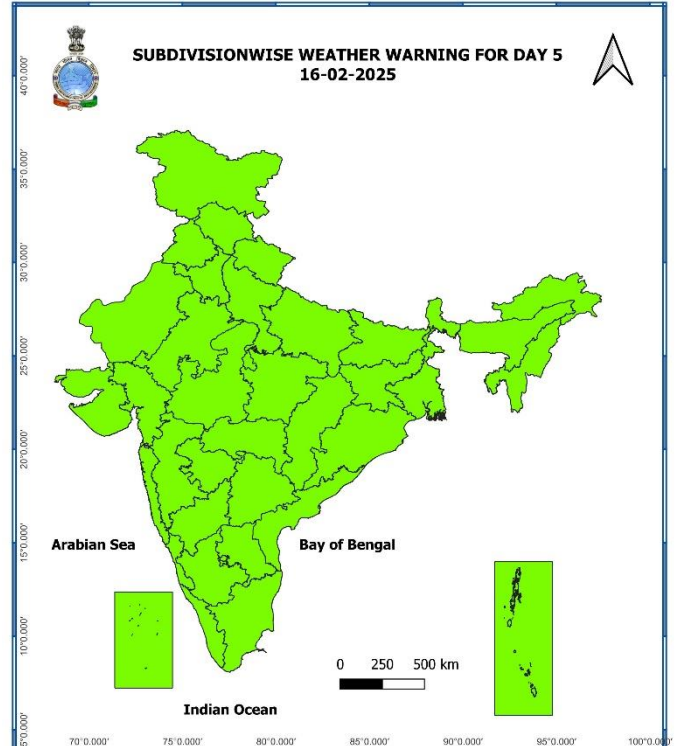 SUBDIVISIONWISE WEATHER WARNING FOR DAY 5
16-02-2025
40°0.000'
35°0.000'
30°0.000'
25°0.000'
20°0.000'
15°0.000'
10°0.000'
5°0.000'
Arabian Sea
Bay of Bengal
0 250 500 km
Indian Ocean
70°0.000' 75°0.000' 80°0.000' 85°0.000' 90°0.000' 95°0.000' 100°0.000'